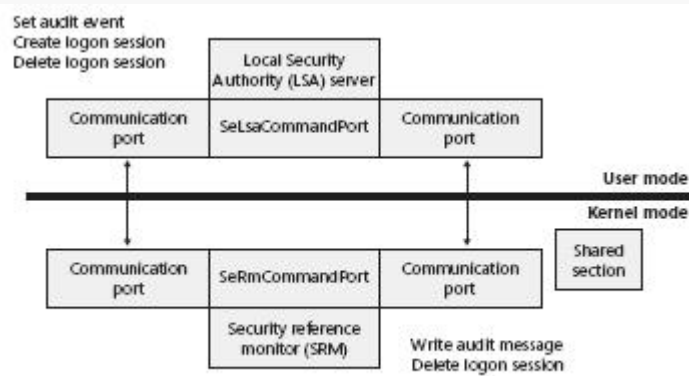 Set audit event
Create logon session
Delete logon session
Local Security
Authority (LSA) server
Communication
port
SeLsaCommandPort
Communication
port
User mode
Kernel mode
Communication
port
SeRmCommandPort
Communication
port
Shared
section
Security reference
monitor (SRM)
Write audit message
Delete logon session